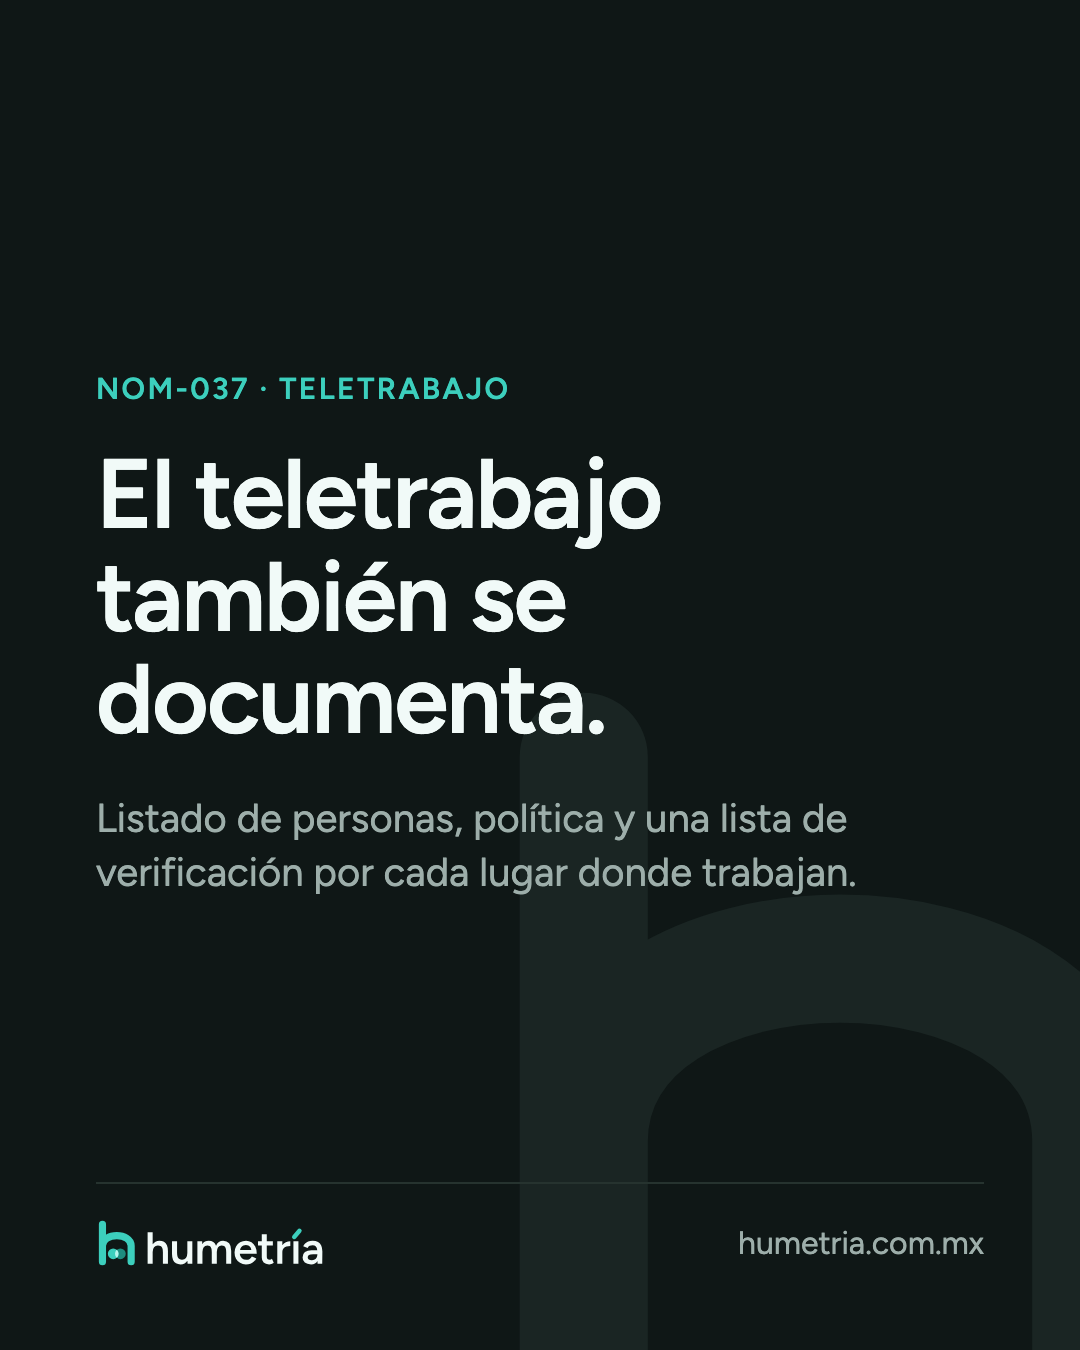 NOM-037 · TELETRABAJO
El teletrabajo
también se
documenta.
Listado de personas, política y una lista de
verificación por cada lugar donde trabajan.
humetría
humetria.com.mx